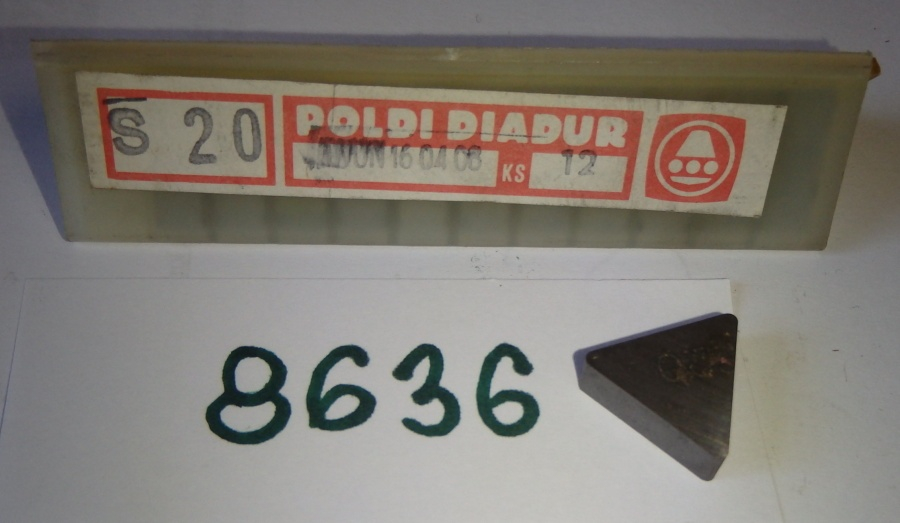 S 20
POLDI DIADUR
16 04 08
KS 12
8636